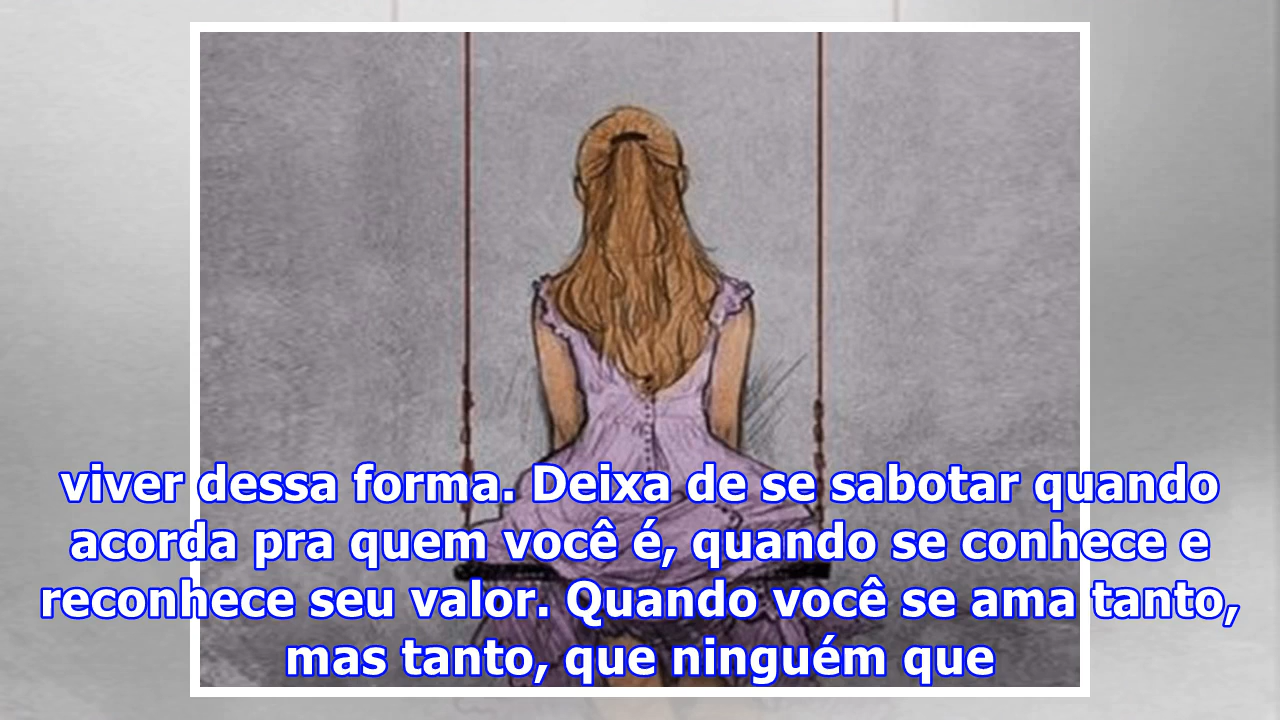 viver dessa forma. Deixa de se sabotar quando
acorda pra quem você é, quando se conhece e
reconhece seu valor. Quando você se ama tanto,
mas tanto, que ninguém que